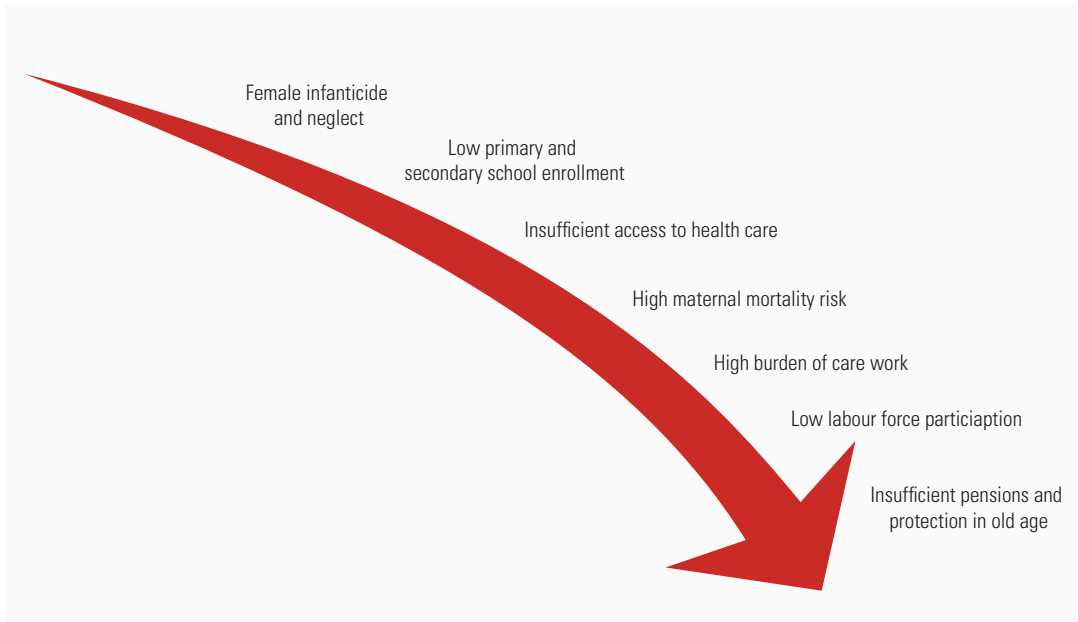 Female infanticide
and neglect
Low primary and
secondary school enrollment
Insufficient access to health care
High maternal mortality risk
High burden of care work
Low labour force particiaption
Insufficient pensions and
protection in old age